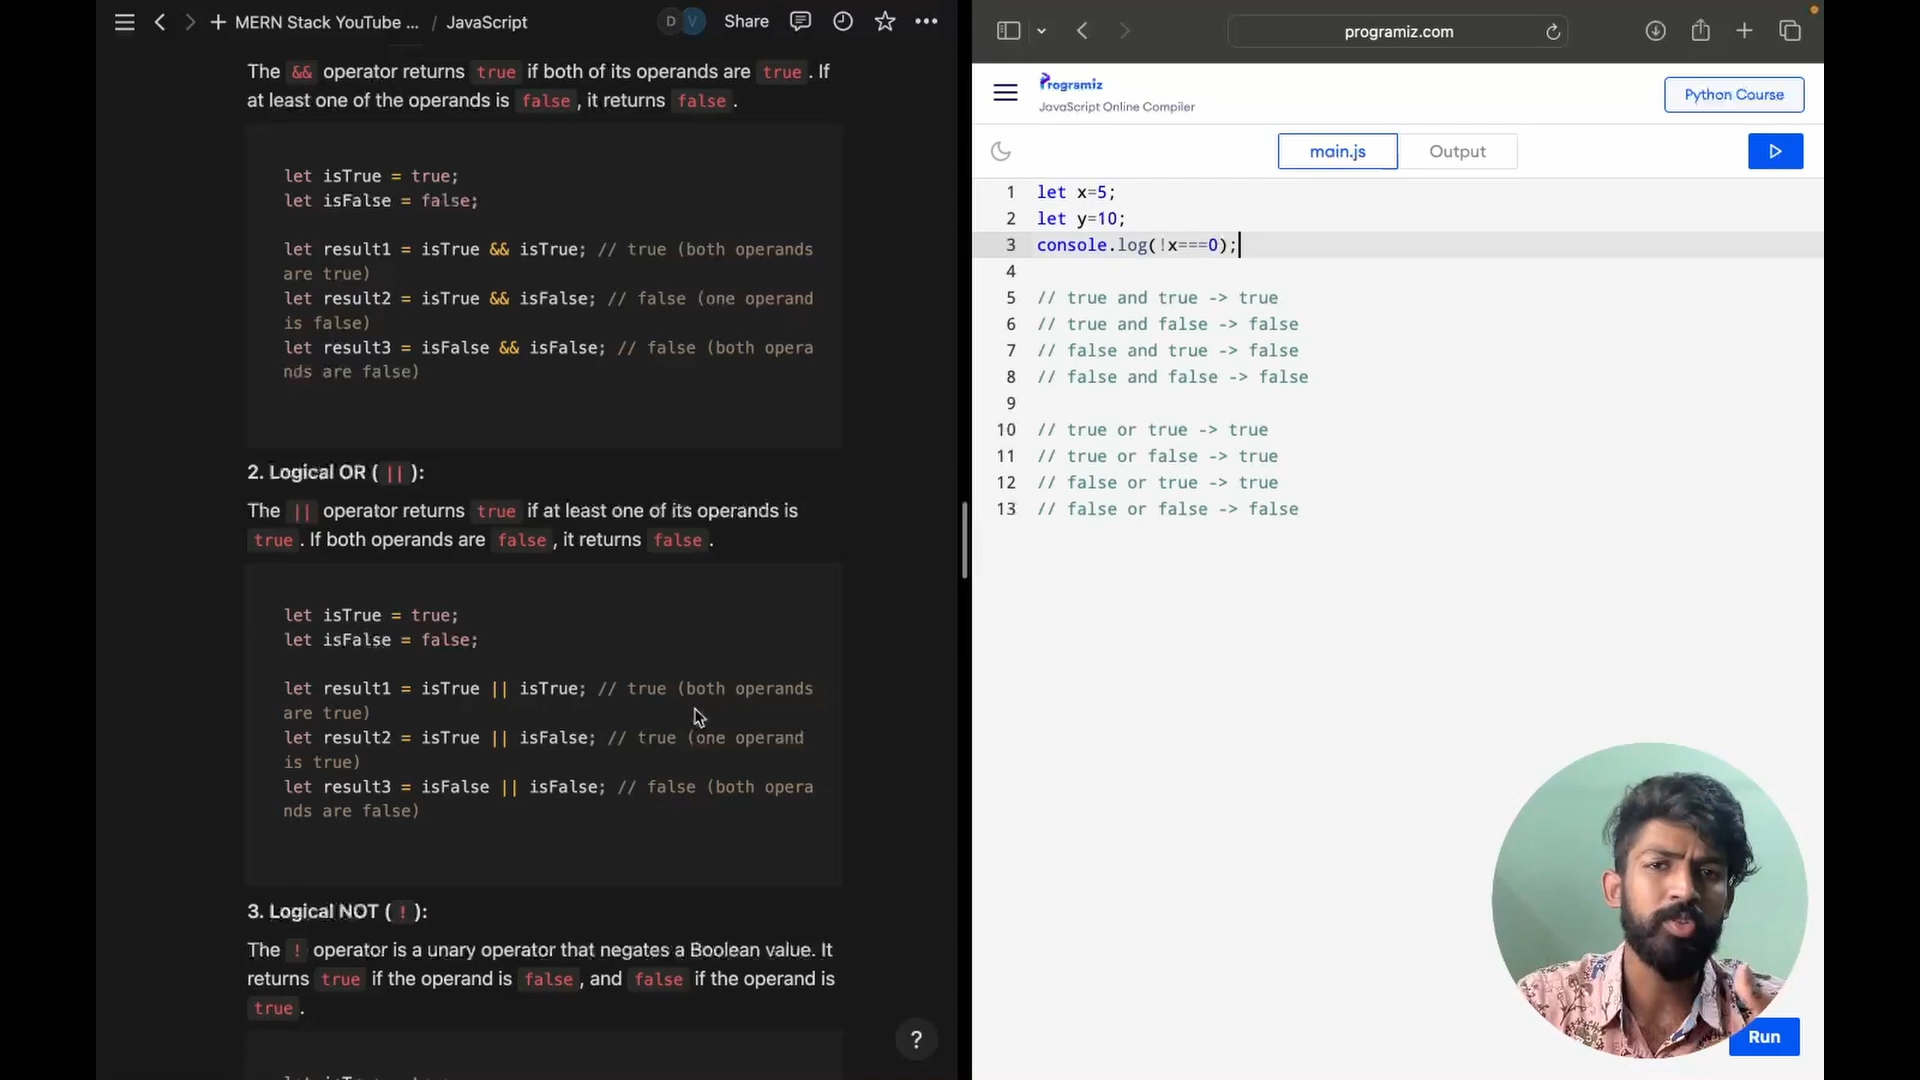 MERN Stack YouTube ... / JavaScript
D V Share
The && operator returns true if both of its operands are true . If
at least one of the operands is false , it returns false .
let isTrue = true;
let isFalse = false;
let result1 = isTrue && isTrue; // true (both operands
are true)
let result2 = isTrue && isFalse; // false (one operand
is false)
let result3 = isFalse && isFalse; // false (both opera
nds are false)
2. Logical OR ( || ):
The || operator returns true if at least one of its operands is
true . If both operands are false , it returns false .
let isTrue = true;
let isFalse = false;
let result1 = isTrue || isTrue; // true (both operands
are true)
let result2 = isTrue || isFalse; // true (one operand
is true)
let result3 = isFalse || isFalse; // false (both opera
nds are false)
3. Logical NOT ( ! ):
The ! operator is a unary operator that negates a Boolean value. It
returns true if the operand is false , and false if the operand is
true .
?
programiz.com
Programiz
JavaScript Online Compiler
Python Course
main.js
Output
1 let x=5;
2 let y=10;
3 console.log(!x===0);
4
5 // true and true -> true
6 // true and false -> false
7 // false and true -> false
8 // false and false -> false
9
10 // true or true -> true
11 // true or false -> true
12 // false or true -> true
13 // false or false -> false
Run